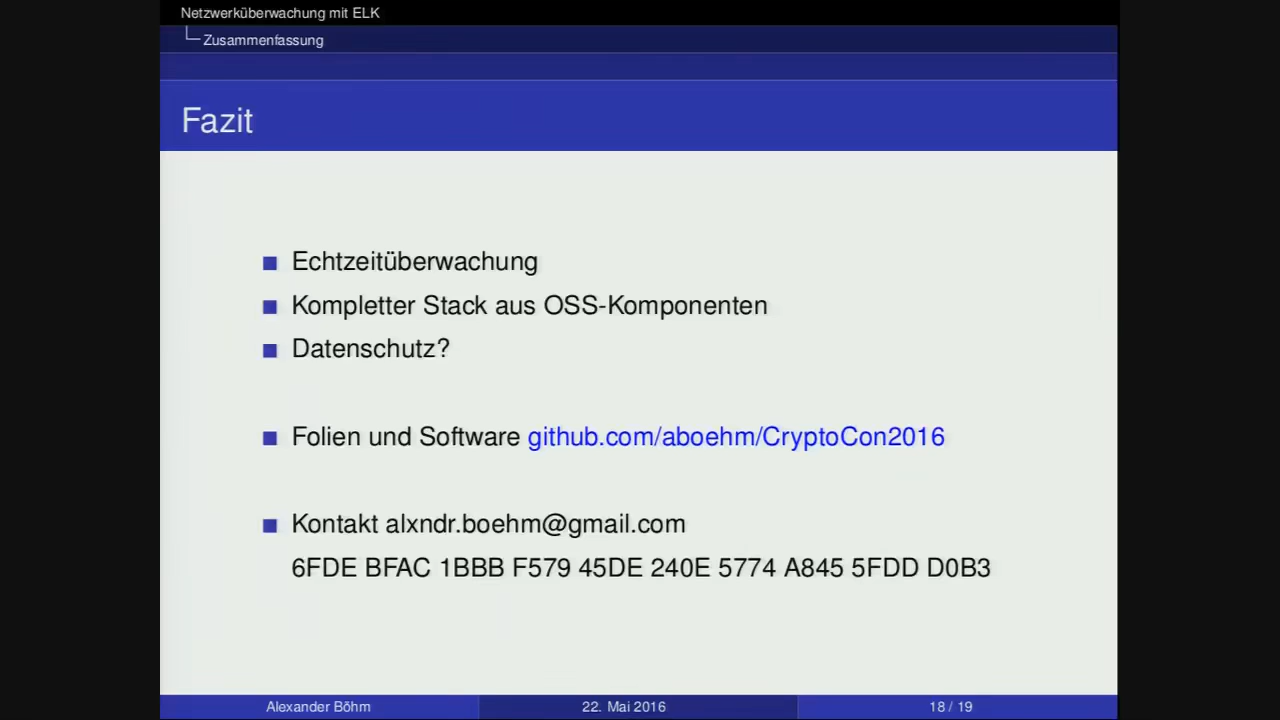 Netzwerküberwachung mit ELK
Zusammenfassung
Fazit
Echtzeitüberwachung
Kompletter Stack aus OSS-Komponenten
Datenschutz?
Folien und Software github.com/aboehm/CryptoCon2016
Kontakt alxndr.boehm@gmail.com
6FDE BFAC 1BBB F579 45DE 240E 5774 A845 5FDD D0B3
Alexander Böhm
22. Mai 2016
18 / 19